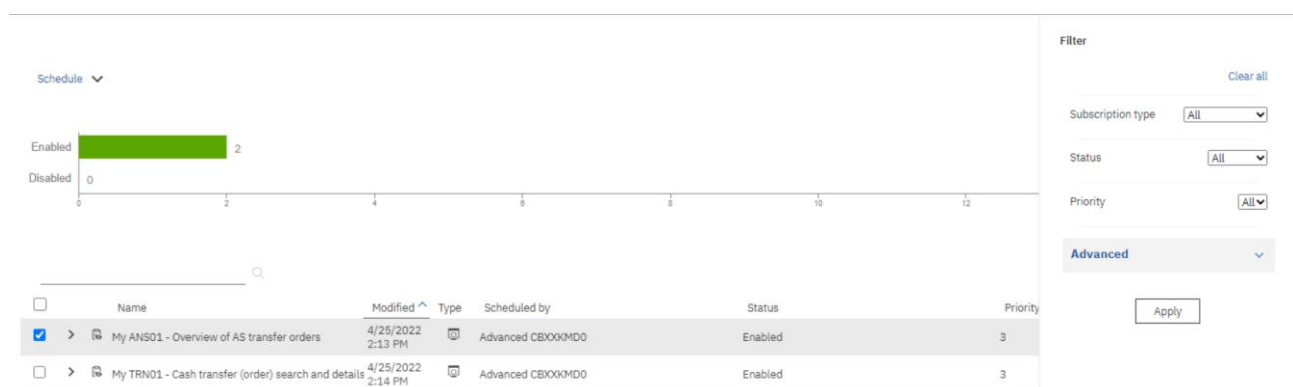 Filter
Clear all
Schedule
Subscription type All
Enabled 2
Status All
Disabled 0
0 2 4 6 8 10 12
Priority All
Advanced
Name Modified Type Scheduled by Status Priority
Apply
My ANS01 - Overview of AS transfer orders 4/25/2022 2:13 PM Advanced CBXXKMD0 Enabled 3
My TRN01 - Cash transfer (order) search and details 4/25/2022 2:14 PM Advanced CBXXKMD0 Enabled 3